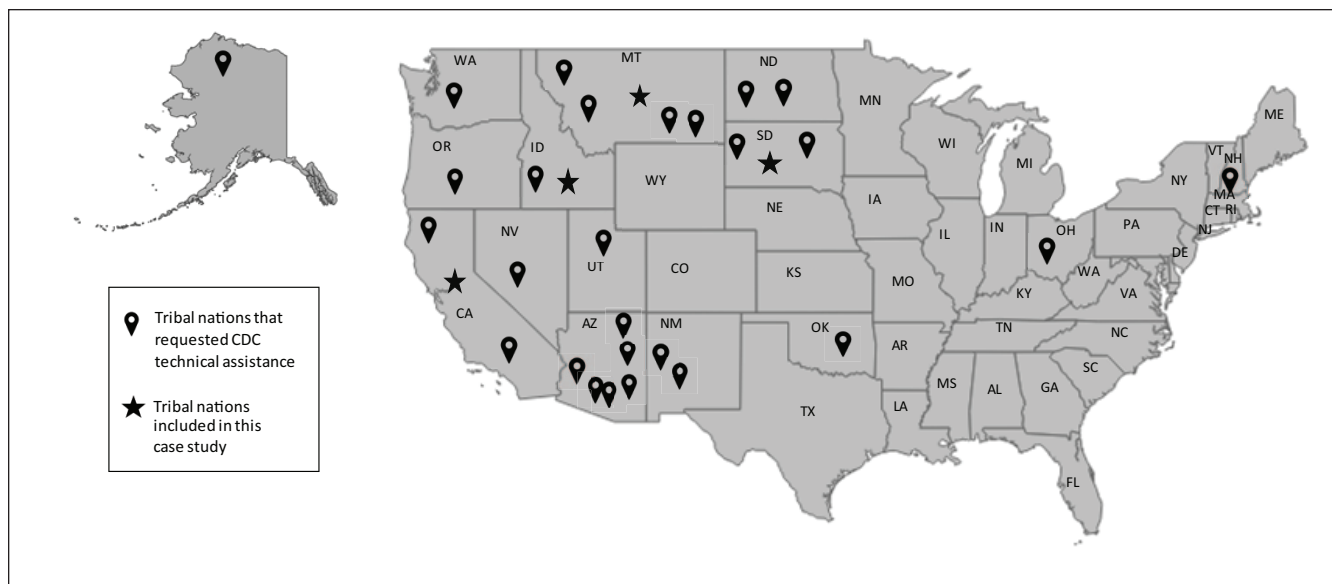 WA
MT
ND
MN
ME
OR
ID
SD
WI
MI
VT
NH
NY
MA
CT
RI
WY
NE
IA
PA
NJ
NV
UT
CO
KS
MO
IL
IN
OH
DE
WA
VA
KY
CA
AZ
NM
OK
AR
TN
NC
SC
MS
AL
GA
LA
TX
FL
Tribal nations that
requested CDC
technical assistance
Tribal nations
included in this
case study